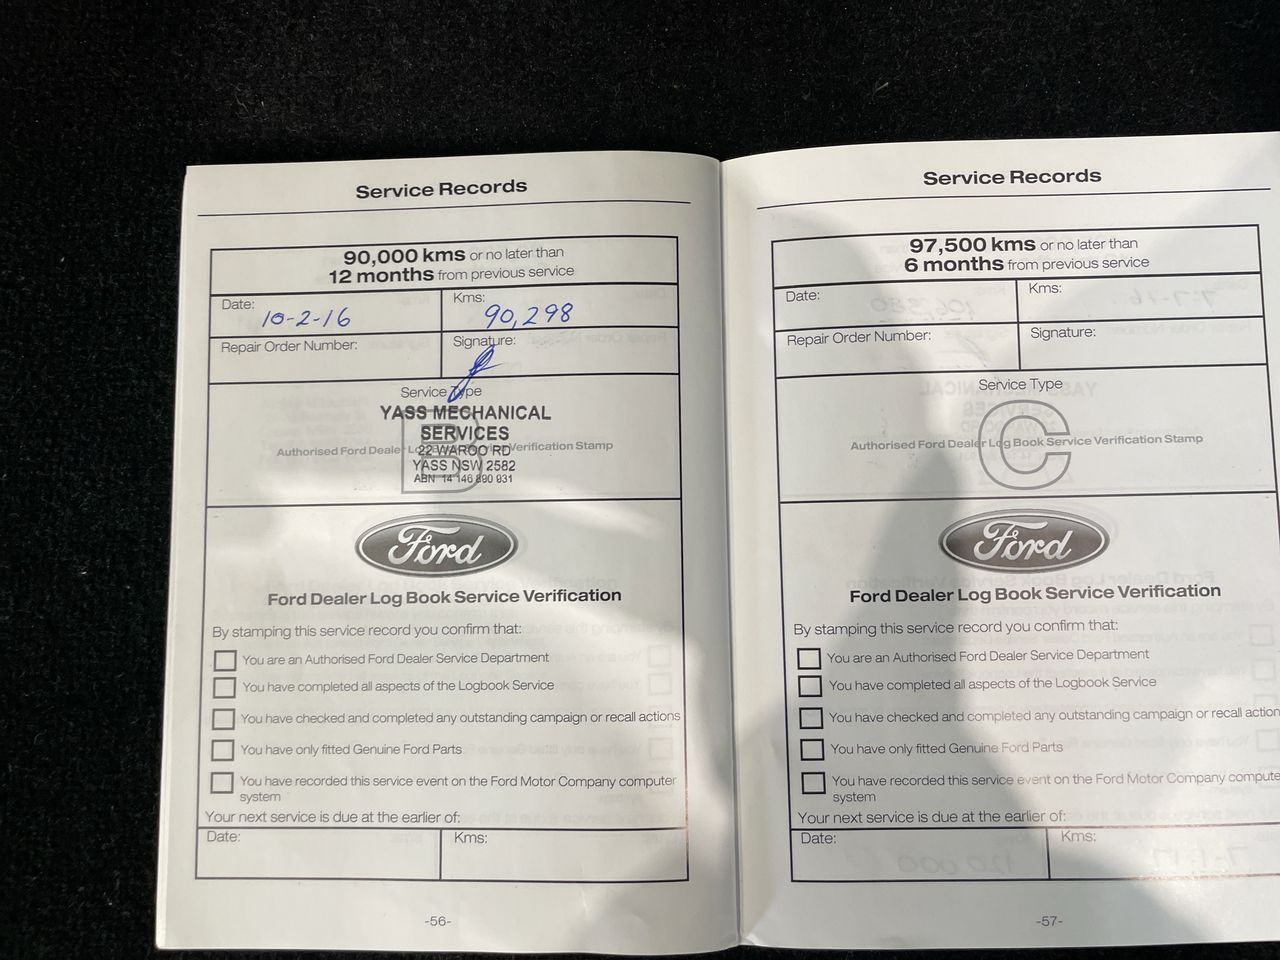 Service Records
90,000 kms or no later than
12 months from previous service
Date:
10-2-16
Kms:
90,298
Repair Order Number:
Signature:
Service Type
B
YASS MECHANICAL
SERVICES
Authorised Ford Dealer Log Book Service Verification Stamp
22 WAROO RD
YASS NSW 2582
ABN 14 146 890 931
Ford
Ford Dealer Log Book Service Verification
By stamping this service record you confirm that:
You are an Authorised Ford Dealer Service Department
You have completed all aspects of the Logbook Service
You have checked and completed any outstanding campaign or recall actions
You have only fitted Genuine Ford Parts
You have recorded this service event on the Ford Motor Company computer
system
Your next service is due at the earlier of:
Date:
Kms:
-56-
Service Records
97,500 kms or no later than
6 months from previous service
Date:
Kms:
Repair Order Number:
Signature:
Service Type
C
Authorised Ford Dealer Log Book Service Verification Stamp
Ford
Ford Dealer Log Book Service Verification
By stamping this service record you confirm that:
You are an Authorised Ford Dealer Service Department
You have completed all aspects of the Logbook Service
You have checked and completed any outstanding campaign or recall action
You have only fitted Genuine Ford Parts
You have recorded this service event on the Ford Motor Company compute
system
Your next service is due at the earlier of:
Date:
Kms:
-57-